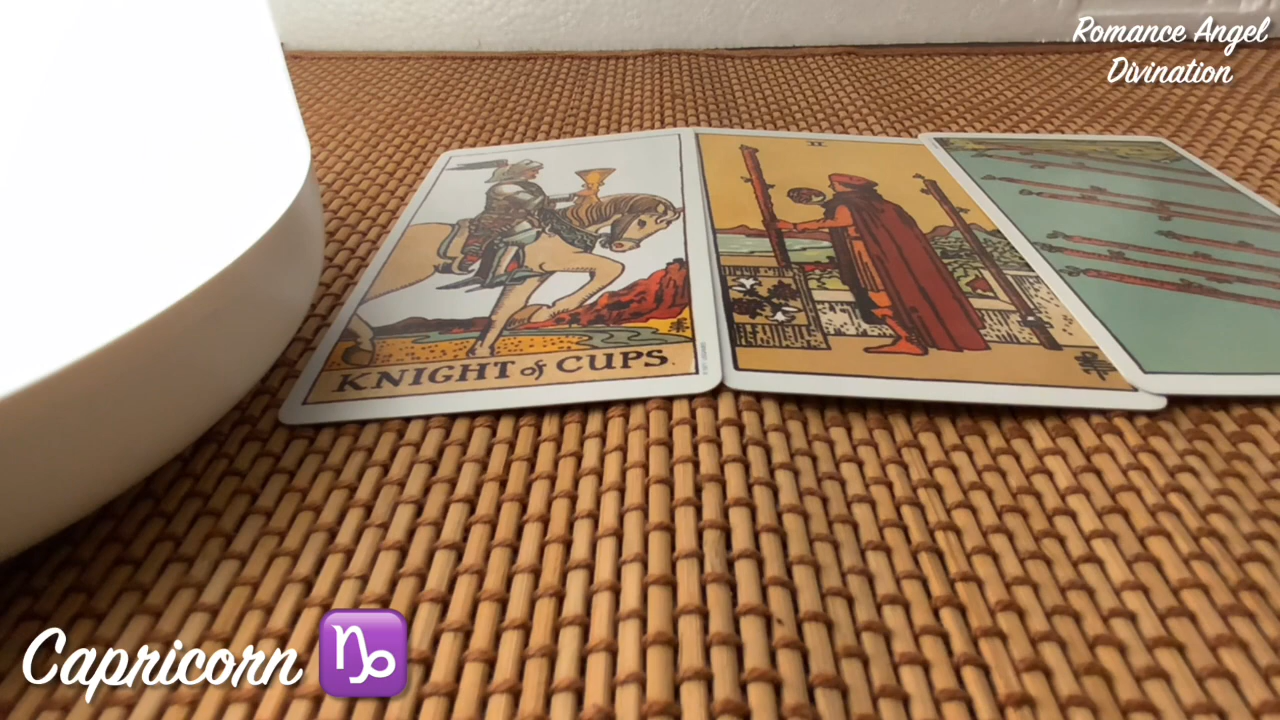 Romance Angel
Divination
II
KNIGHT of CUPS.
Capricorn ♑